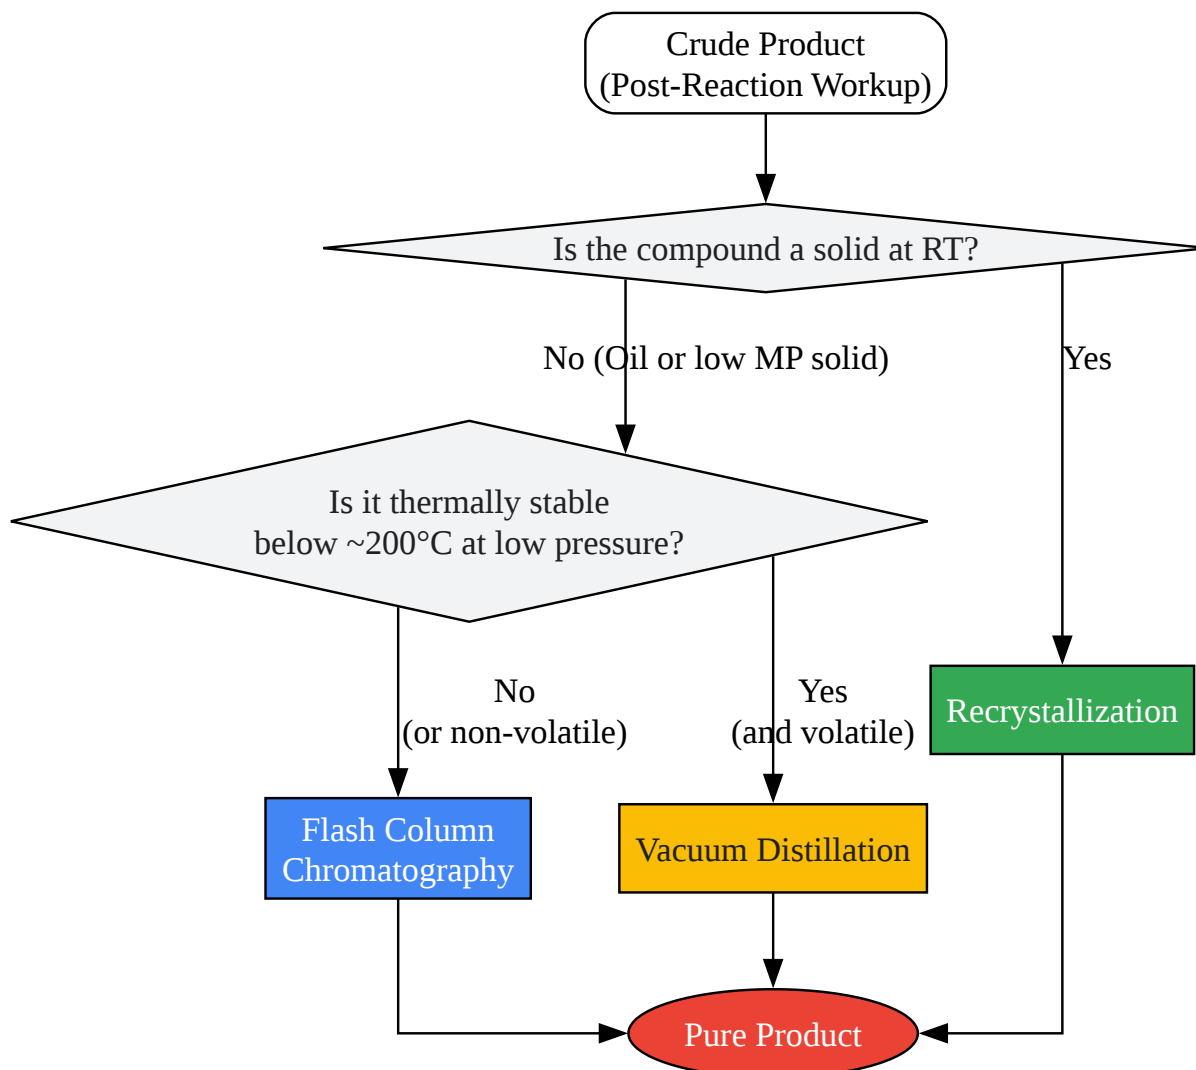 Crude Product
(Post-Reaction Workup)
Is the compound a solid at RT?
No (Oil or low MP solid)
Yes
Is it thermally stable
below ~200°C at low pressure?
No
(or non-volatile)
Yes
(and volatile)
Recrystallization
Flash Column
Chromatography
Vacuum Distillation
Pure Product